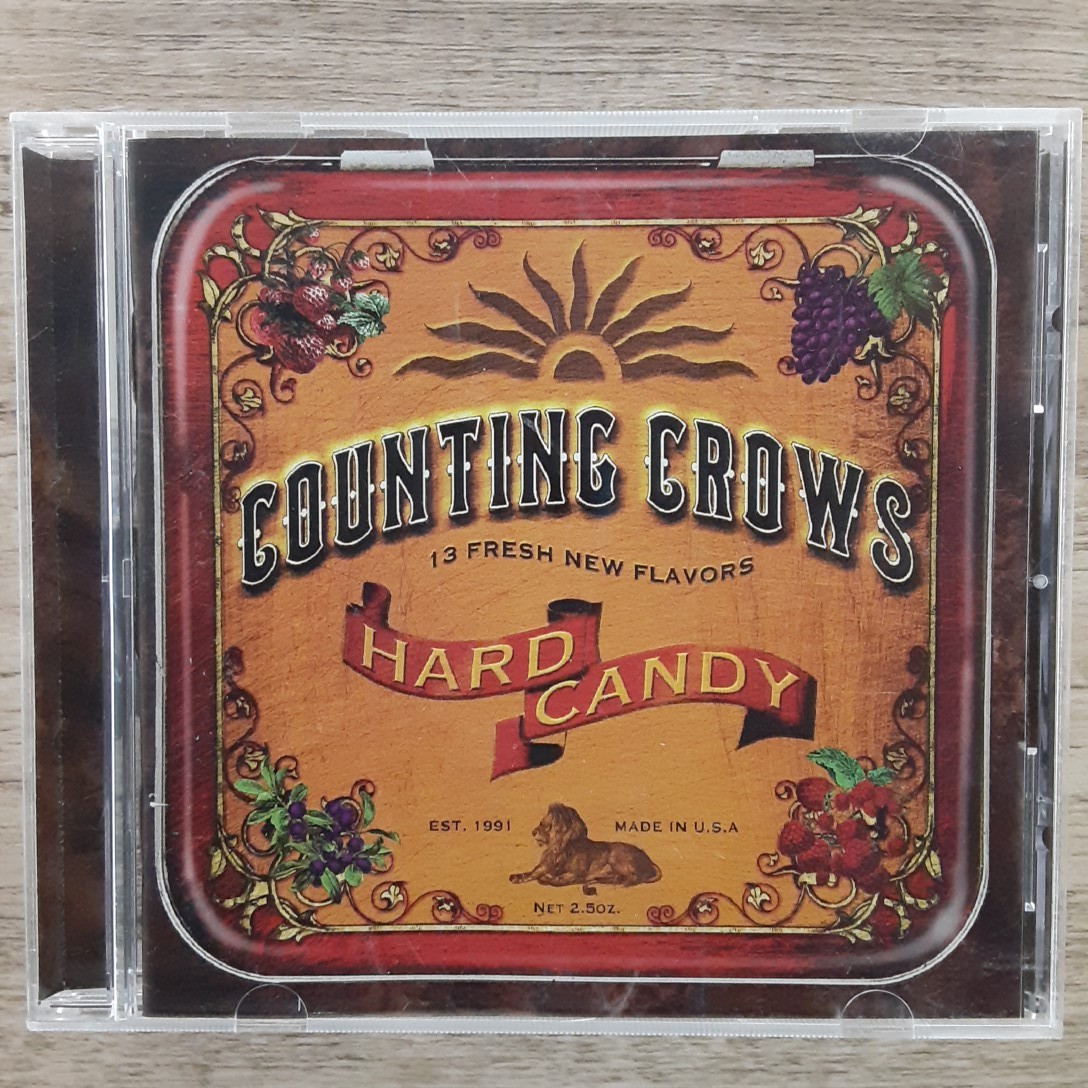 COUNTING CROWS
13 FRESH NEW FLAVORS
HARD
CANDY
EST. 1991 MADE IN U.S.A
NET 2.5OZ.